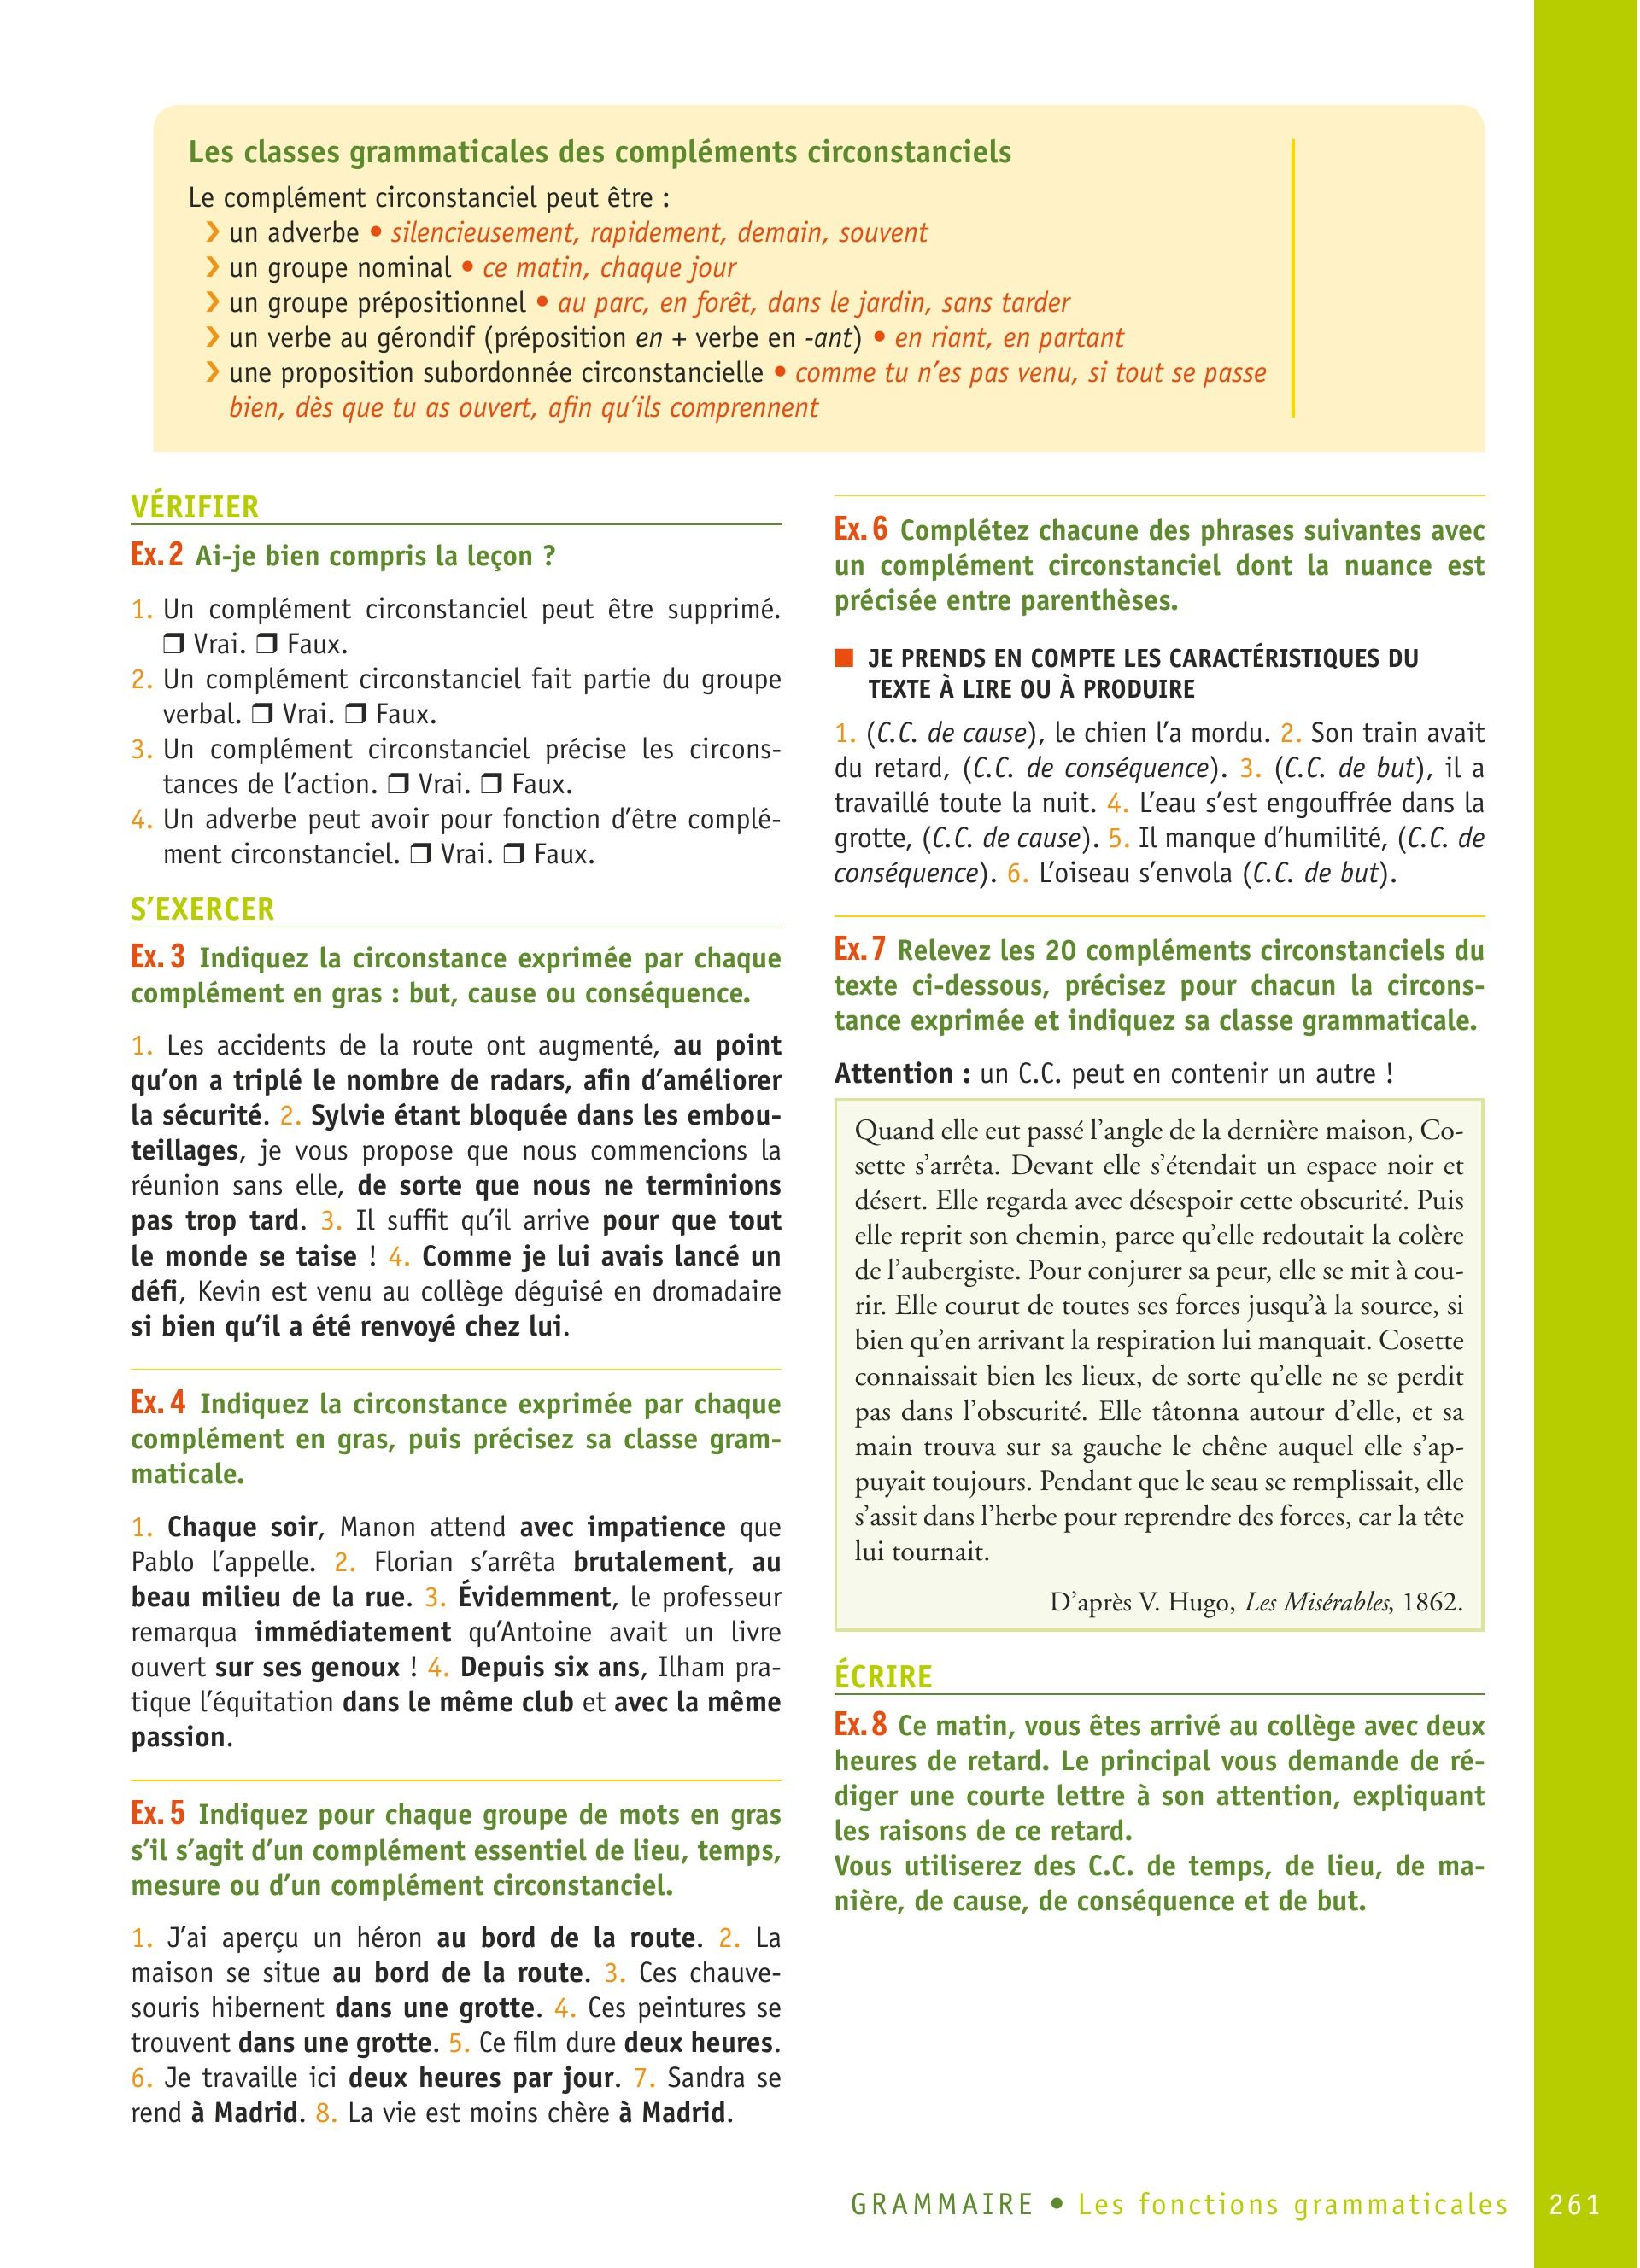 Les classes grammaticales des compléments circonstanciels
Le complément circonstanciel peut être :
❯ un adverbe • silencieusement, rapidement, demain, souvent
❯ un groupe nominal • ce matin, chaque jour
❯ un groupe prépositionnel • au parc, en forêt, dans le jardin, sans tarder
❯ un verbe au gérondif (préposition en + verbe en -ant) • en riant, en partant
❯ une proposition subordonnée circonstancielle • comme tu n’es pas venu, si tout se passe
bien, dès que tu as ouvert, afin qu’ils comprennent
VÉRIFIER
Ex. 2 Ai-je bien compris la leçon ?
1. Un complément circonstanciel peut être supprimé.
❒ Vrai. ❒ Faux.
2. Un complément circonstanciel fait partie du groupe
verbal. ❒ Vrai. ❒ Faux.
3. Un complément circonstanciel précise les circons-
tances de l’action. ❒ Vrai. ❒ Faux.
4. Un adverbe peut avoir pour fonction d’être complé-
ment circonstanciel. ❒ Vrai. ❒ Faux.
S’EXERCER
Ex. 3 Indiquez la circonstance exprimée par chaque
complément en gras : but, cause ou conséquence.
1. Les accidents de la route ont augmenté, au point
qu’on a triplé le nombre de radars, afin d’améliorer
la sécurité. 2. Sylvie étant bloquée dans les embou-
teillages, je vous propose que nous commencions la
réunion sans elle, de sorte que nous ne terminions
pas trop tard. 3. Il suffit qu’il arrive pour que tout
le monde se taise ! 4. Comme je lui avais lancé un
défi, Kevin est venu au collège déguisé en dromadaire
si bien qu’il a été renvoyé chez lui.
Ex. 4 Indiquez la circonstance exprimée par chaque
complément en gras, puis précisez sa classe gram-
maticale.
1. Chaque soir, Manon attend avec impatience que
Pablo l’appelle. 2. Florian s’arrêta brutalement, au
beau milieu de la rue. 3. Évidemment, le professeur
remarqua immédiatement qu’Antoine avait un livre
ouvert sur ses genoux ! 4. Depuis six ans, Ilham pra-
tique l’équitation dans le même club et avec la même
passion.
Ex. 5 Indiquez pour chaque groupe de mots en gras
s’il s’agit d’un complément essentiel de lieu, temps,
mesure ou d’un complément circonstanciel.
1. J’ai aperçu un héron au bord de la route. 2. La
maison se situe au bord de la route. 3. Ces chauve-
souris hibernent dans une grotte. 4. Ces peintures se
trouvent dans une grotte. 5. Ce film dure deux heures.
6. Je travaille ici deux heures par jour. 7. Sandra se
rend à Madrid. 8. La vie est moins chère à Madrid.
Ex. 6 Complétez chacune des phrases suivantes avec
un complément circonstanciel dont la nuance est
précisée entre parenthèses.
■ JE PRENDS EN COMPTE LES CARACTÉRISTIQUES DU
TEXTE À LIRE OU À PRODUIRE
1. (C.C. de cause), le chien l’a mordu. 2. Son train avait
du retard, (C.C. de conséquence). 3. (C.C. de but), il a
travaillé toute la nuit. 4. L’eau s’est engouffrée dans la
grotte, (C.C. de cause). 5. Il manque d’humilité, (C.C. de
conséquence). 6. L’oiseau s’envola (C.C. de but).
Ex. 7 Relevez les 20 compléments circonstanciels du
texte ci-dessous, précisez pour chacun la circons-
tance exprimée et indiquez sa classe grammaticale.
Attention : un C.C. peut en contenir un autre !
Quand elle eut passé l’angle de la dernière maison, Co-
sette s’arrêta. Devant elle s’étendait un espace noir et
désert. Elle regarda avec désespoir cette obscurité. Puis
elle reprit son chemin, parce qu’elle redoutait la colère
de l’aubergiste. Pour conjurer sa peur, elle se mit à cou-
rir. Elle courut de toutes ses forces jusqu’à la source, si
bien qu’en arrivant la respiration lui manquait. Cosette
connaissait bien les lieux, de sorte qu’elle ne se perdit
pas dans l’obscurité. Elle tâtonna autour d’elle, et sa
main trouva sur sa gauche le chêne auquel elle s’ap-
puyait toujours. Pendant que le seau se remplissait, elle
s’assit dans l’herbe pour reprendre des forces, car la tête
lui tournait.
D’après V. Hugo, Les Misérables, 1862.
ÉCRIRE
Ex. 8 Ce matin, vous êtes arrivé au collège avec deux
heures de retard. Le principal vous demande de ré-
diger une courte lettre à son attention, expliquant
les raisons de ce retard.
Vous utiliserez des C.C. de temps, de lieu, de ma-
nière, de cause, de conséquence et de but.
GRAMMAIRE • Les fonctions grammaticales 261